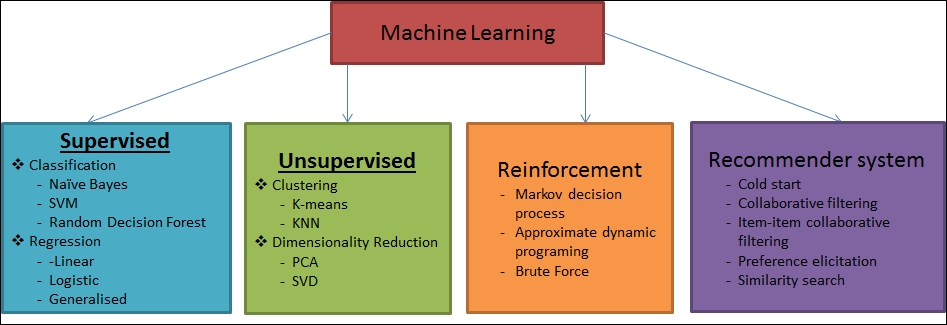 Machine Learning
Supervised
❖ Classification
- Naïve Bayes
- SVM
- Random Decision Forest
❖ Regression
- -Linear
- Logistic
- Generalised
Unsupervised
❖ Clustering
- K-means
- KNN
❖ Dimensionality Reduction
- PCA
- SVD
Reinforcement
- Markov decision
process
- Approximate dynamic
programing
- Brute Force
Recommender system
- Cold start
- Collaborative filtering
- Item-item collaborative
filtering
- Preference elicitation
- Similarity search